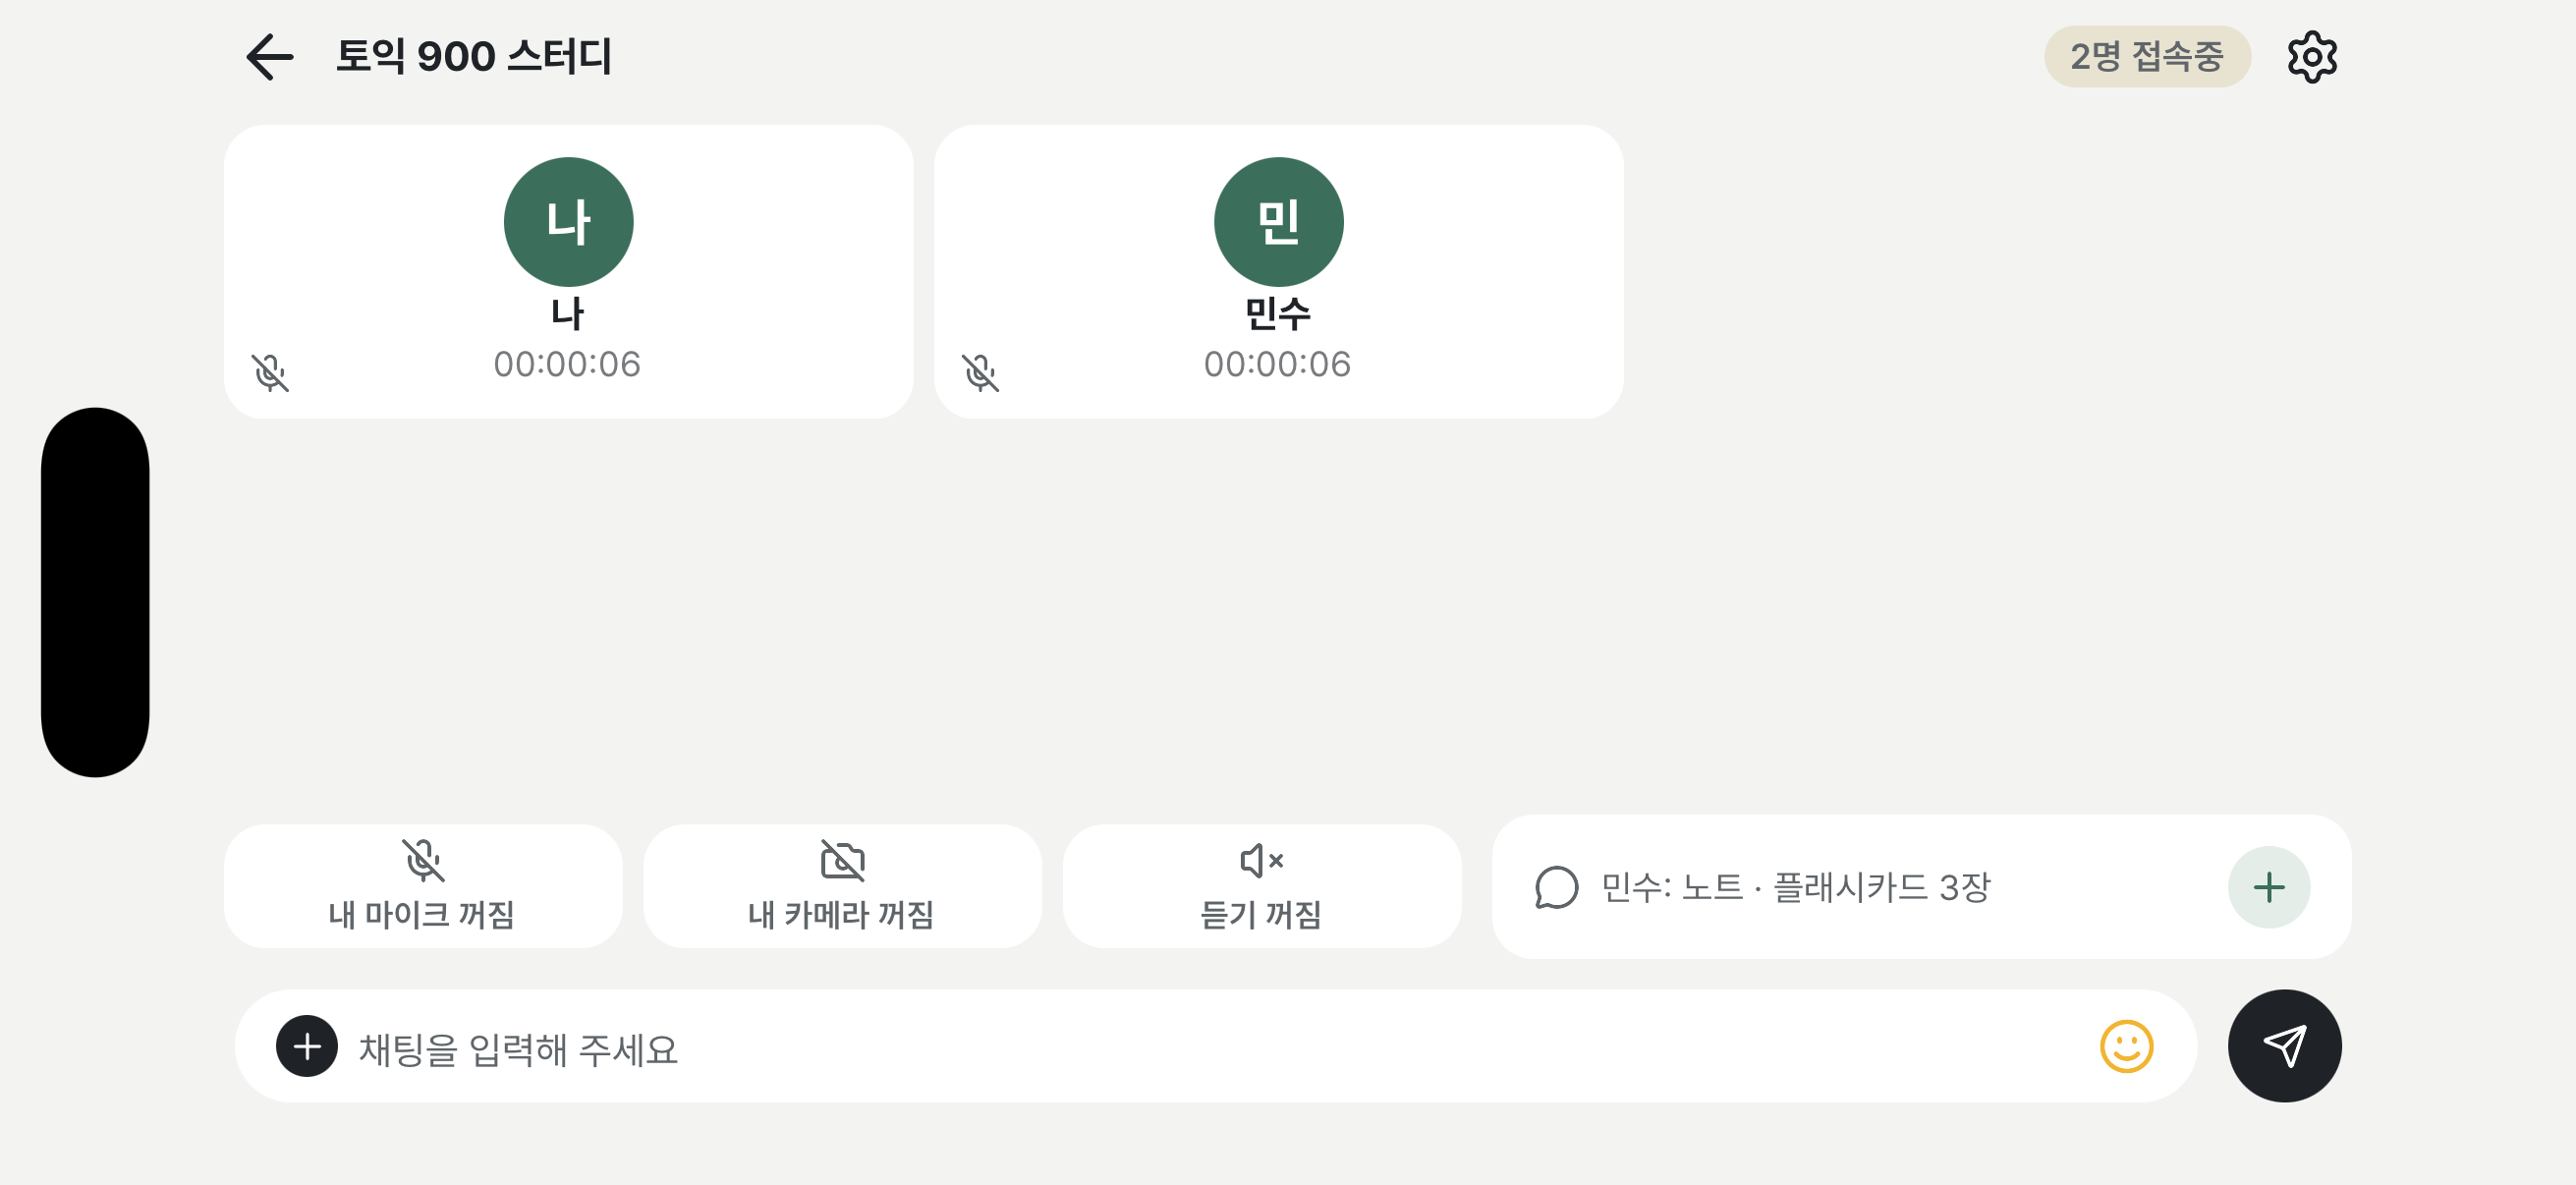 토익 900 스터디
2명 접속중
나
나
00:00:06
민
민수
00:00:06
내 마이크 꺼짐
내 카메라 꺼짐
듣기 꺼짐
민수: 노트 · 플래시카드 3장
채팅을 입력해 주세요